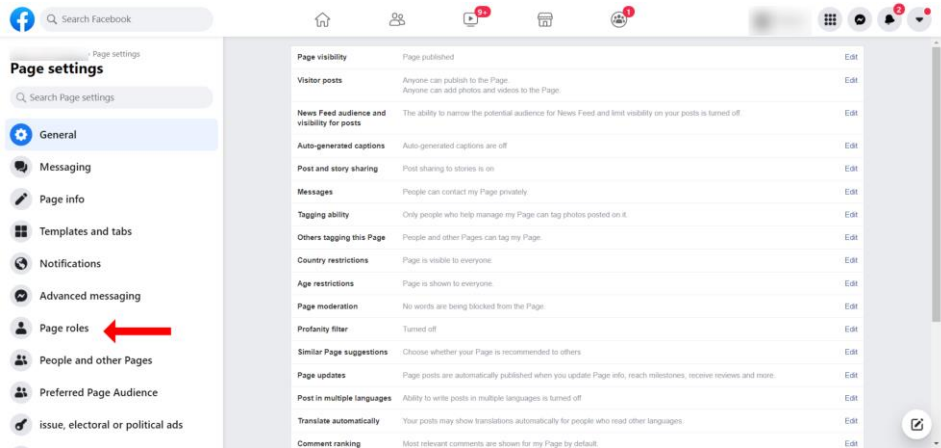 Search Facebook
9+
1
2
Page settings
Page settings
Search Page settings
General
Messaging
Page info
Templates and tabs
Notifications
Advanced messaging
Page roles
People and other Pages
Preferred Page Audience
issue, electoral or political ads
Page visibility Page published Edit
Visitor posts Anyone can publish to the Page. Edit
Anyone can add photos and videos to the Page.
News Feed audience and The ability to narrow the potential audience for News Feed and limit visibility on your posts is turned off Edit
visibility for posts
Auto-generated captions Auto-generated captions are off Edit
Post and story sharing Post sharing to stories is on Edit
Messages People can contact my Page privately. Edit
Tagging ability Only people who help manage my Page can tag photos posted on it. Edit
Others tagging this Page People and other Pages can tag my Page. Edit
Country restrictions Page is visible to everyone. Edit
Age restrictions Page is shown to everyone. Edit
Page moderation No words are being blocked from the Page. Edit
Profanity filter Turned off Edit
Similar Page suggestions Choose whether your Page is recommended to others Edit
Page updates Page posts are automatically published when you update Page info, reach milestones, receive reviews and more. Edit
Post in multiple languages Ability to write posts in multiple languages is turned off Edit
Translate automatically Your posts may show translations automatically for people who read other languages. Edit
Comment ranking Most relevant comments are shown for my Page by default. Edit